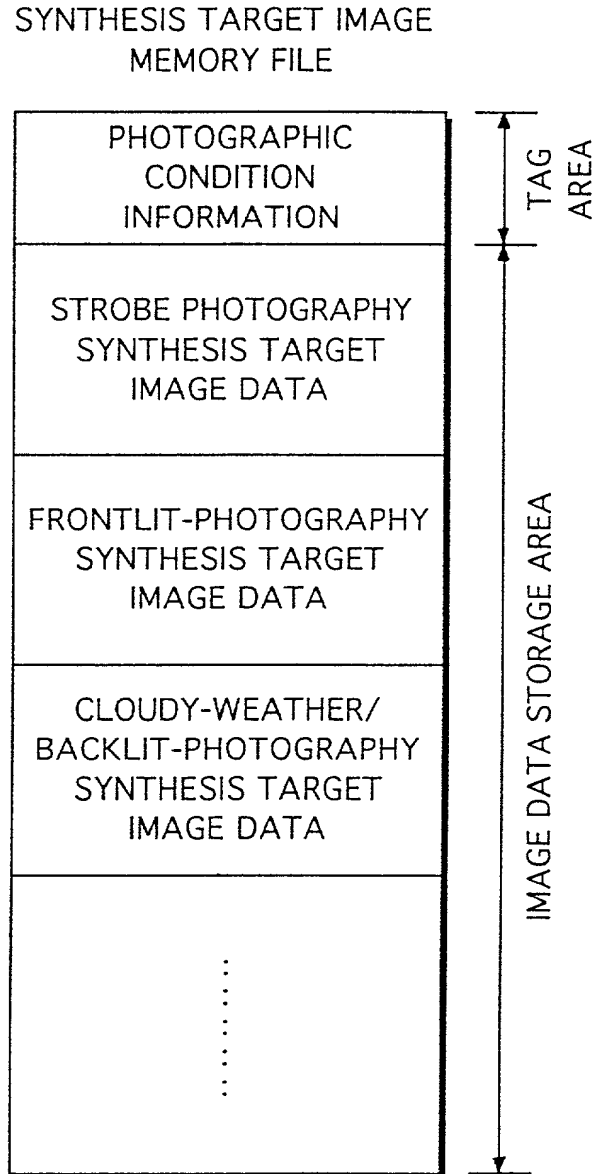 SYNTHESIS TARGET IMAGE
MEMORY FILE
PHOTOGRAPHIC
CONDITION
INFORMATION
TAG
AREA
STROBE PHOTOGRAPHY
SYNTHESIS TARGET
IMAGE DATA
FRONTLIT-PHOTOGRAPHY
SYNTHESIS TARGET
IMAGE DATA
CLOUDY-WEATHER/
BACKLIT-PHOTOGRAPHY
SYNTHESIS TARGET
IMAGE DATA
IMAGE DATA STORAGE AREA